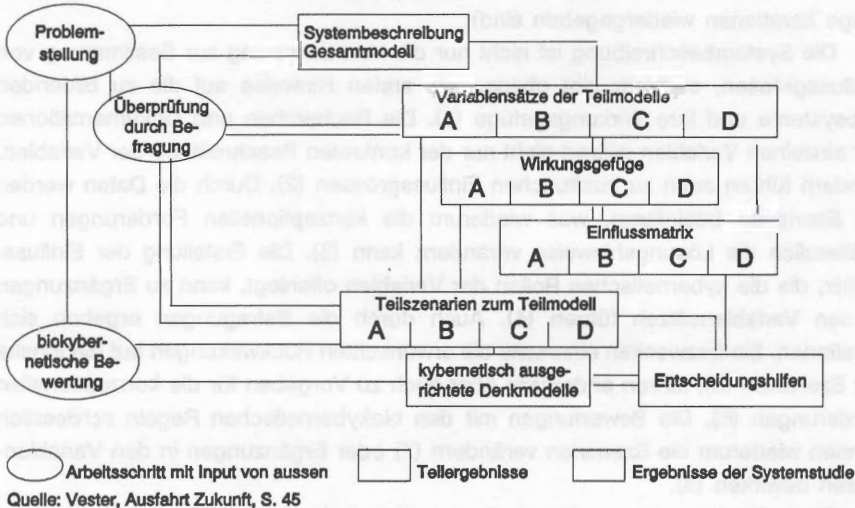 Problem-
stellung
Systembeschreibung
Gesamtmodell
Überprüfung
durch Be-
fragung
Variablensätze der Teilmodelle
A B C D
Wirkungsgefüge
A B C D
Einflussmatrix
A B C D
Teilszenarien zum Teilmodell
A B C D
biokyber-
netische Be-
wertung
kybernetisch ausge-
richtete Denkmodelle
Entscheidungshilfen
Arbeitsschritt mit Input von aussen
Teilergebnisse
Ergebnisse der Systemstudie
Quelle: Vester, Ausfahrt Zukunft, S. 45